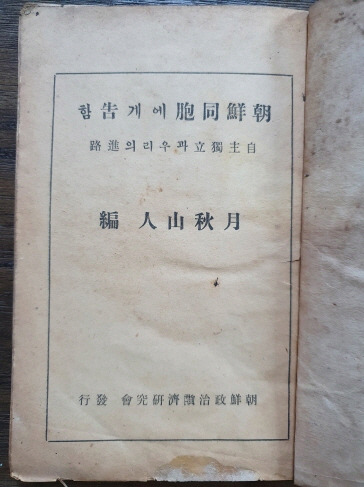 朝鮮同胞에게告함
自主獨立과우리의進路
月秋山人 編
朝鮮政治經濟硏究會 發行